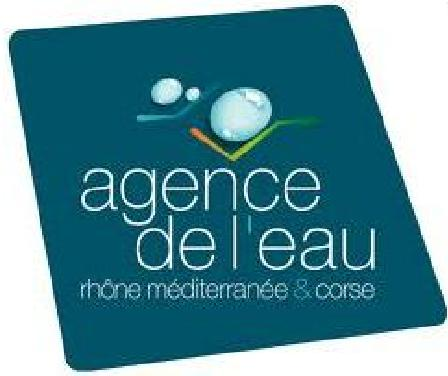 agence
de l'eau
rhône méditerranée & corse